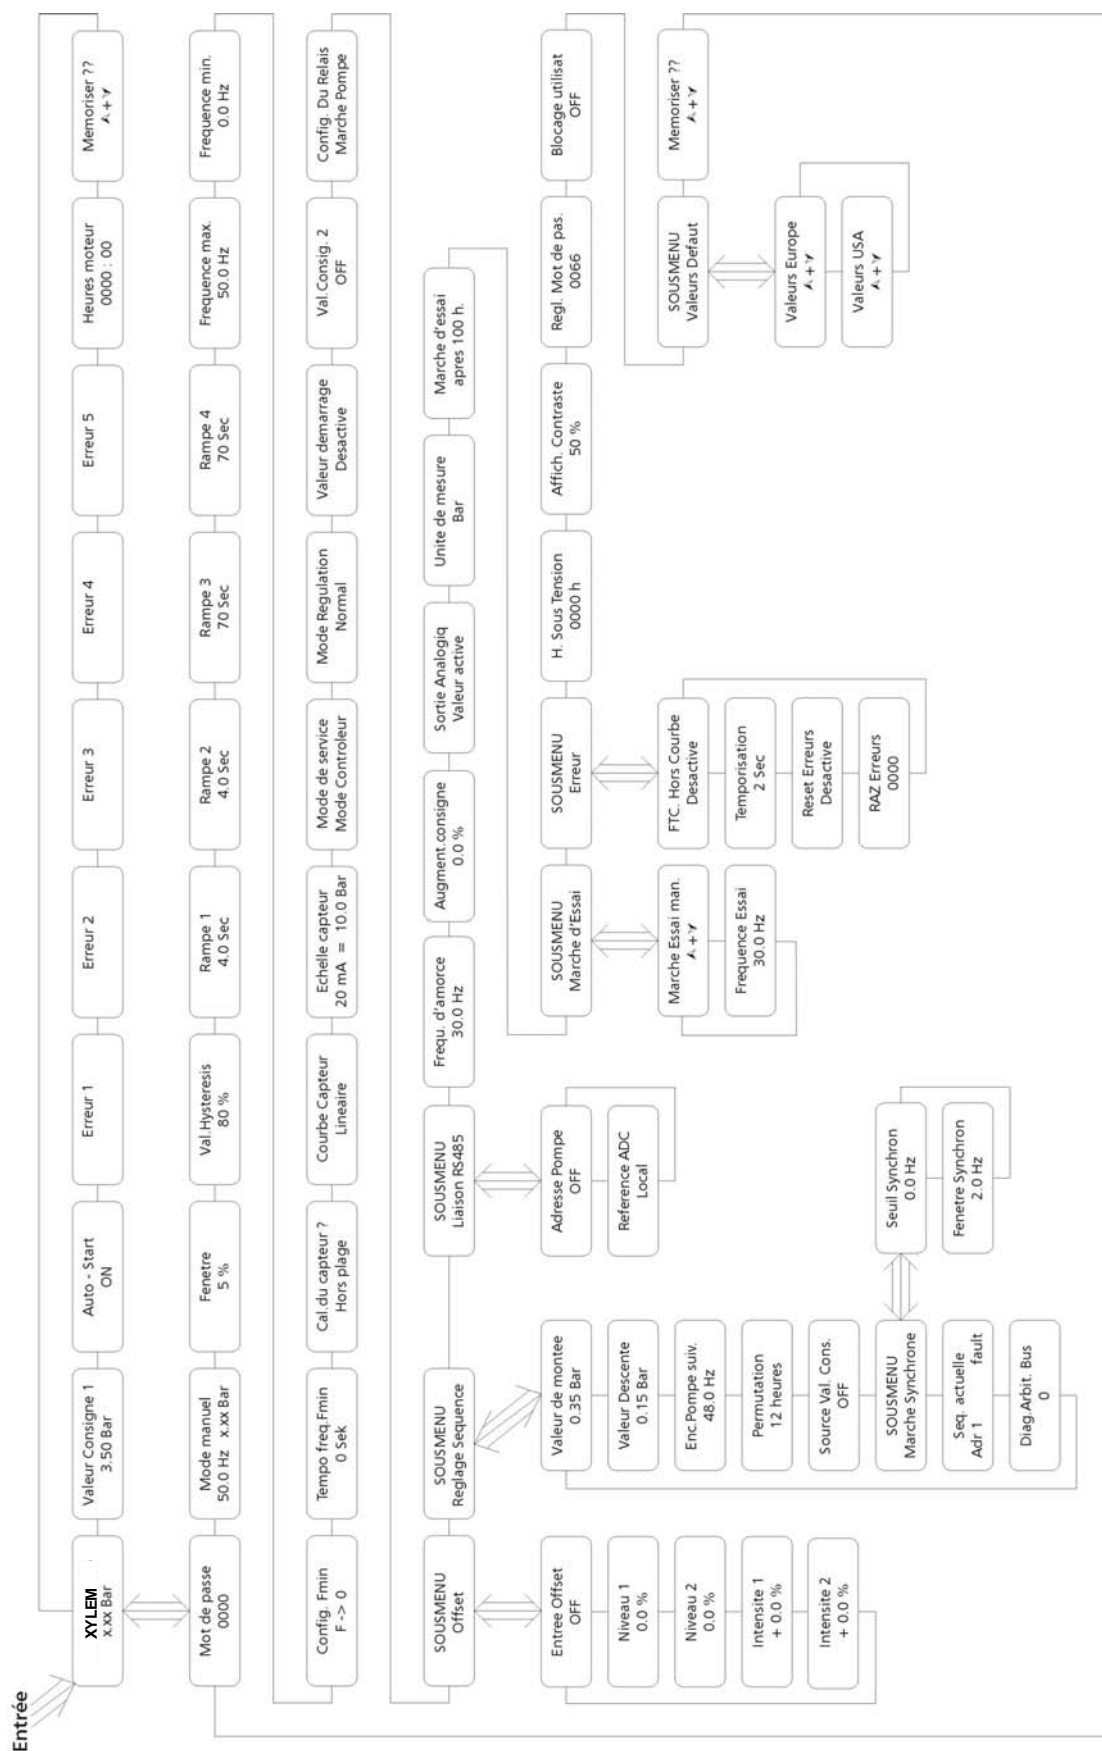 Entrée
XYLEM
x.xx Bar
Valeur Consigne 1
3.50 Bar
Auto - Start
ON
Erreur 1
Erreur 2
Erreur 3
Erreur 4
Erreur 5
Heures moteur
0000 : 00
Memoriser ??
⋏ + ⋎
Mot de passe
0000
Mode manuel
50.0 Hz x.xx Bar
Fenetre
5 %
Val.Hysteresis
80 %
Rampe 1
4.0 Sec
Rampe 2
4.0 Sec
Rampe 3
70 Sec
Rampe 4
70 Sec
Frequence max.
50.0 Hz
Frequence min.
0.0 Hz
Config. Fmin
F -> 0
Tempo freq.Fmin
0 Sek
Cal.du capteur ?
Hors plage
Courbe Capteur
Lineaire
Echelle capteur
20 mA = 10.0 Bar
Mode de service
Mode Controleur
Mode Regulation
Normal
Valeur demarrage
Desactive
Val.Consig. 2
OFF
Config. Du Relais
Marche Pompe
SOUSMENU
Offset
SOUSMENU
Reglage Sequence
SOUSMENU
Liaison RS485
Frequ. d'amorce
30.0 Hz
Augment.consigne
0.0 %
Sortie Analogiq
Valeur active
Unite de mesure
Bar
Marche d'essai
apres 100 h.
Entree Offset
OFF
Niveau 1
0.0 %
Niveau 2
0.0 %
Intensite 1
+ 0.0 %
Intensite 2
+ 0.0 %
Valeur de montee
0.35 Bar
Valeur Descente
0.15 Bar
Enc.Pompe suiv.
48.0 Hz
Permutation
12 heures
Source Val. Cons.
OFF
SOUSMENU
Marche Synchrone
Seq. actuelle
Adr 1 fault
Diag.Arbit. Bus
0
Seuil Synchron
0.0 Hz
Fenetre Synchron
2.0 Hz
Adresse Pompe
OFF
Reference ADC
Local
SOUSMENU
Marche d'Essai
SOUSMENU
Erreur
H. Sous Tension
0000 h
Affich. Contraste
50 %
Regl. Mot de pas.
0066
Blocage utilisat
OFF
Marche Essai man.
⋏ + ⋎
Frequence Essai
30.0 Hz
FTC. Hors Courbe
Desactive
Temporisation
2 Sec
Reset Erreurs
Desactive
RAZ Erreurs
0000
SOUSMENU
Valeurs Defaut
Memoriser ??
⋏ + ⋎
Valeurs Europe
⋏ + ⋎
Valeurs USA
⋏ + ⋎